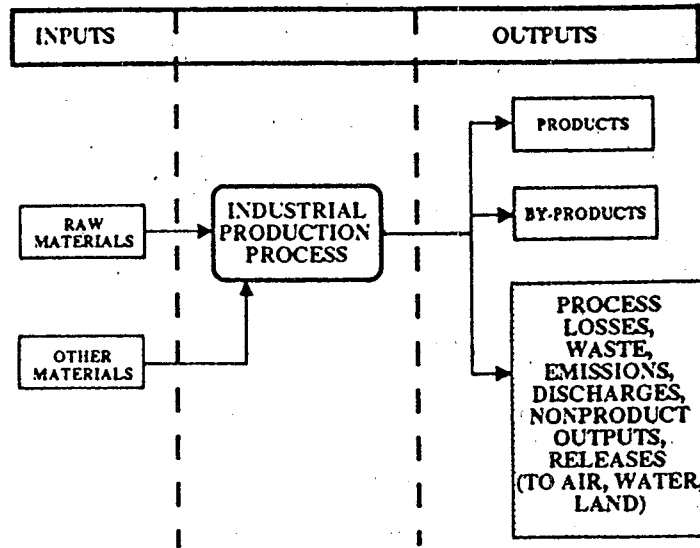 INPUTS
OUTPUTS
PRODUCTS
BY-PRODUCTS
RAW
MATERIALS
INDUSTRIAL
PRODUCTION
PROCESS
OTHER
MATERIALS
PROCESS
LOSSES,
WASTE,
EMISSIONS,
DISCHARGES,
NONPRODUCT
OUTPUTS,
RELEASES
(TO AIR, WATER,
LAND)